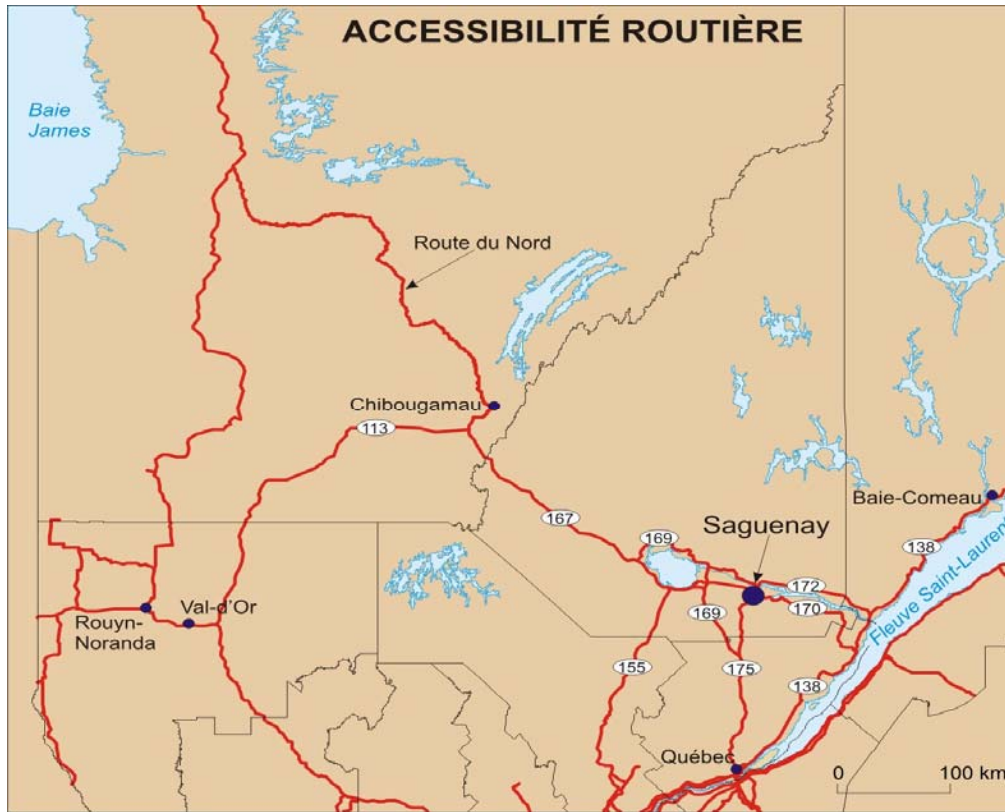 ACCESSIBILITÉ ROUTIÈRE
Baie
James
Route du Nord
Chibougamau
113
Baie-Comeau
167
Saguenay
169
138
172
170
169
Val-d'Or
Rouyn-
Noranda
Fleuve Saint-Laurent
155
175
138
Québec
0 100 km